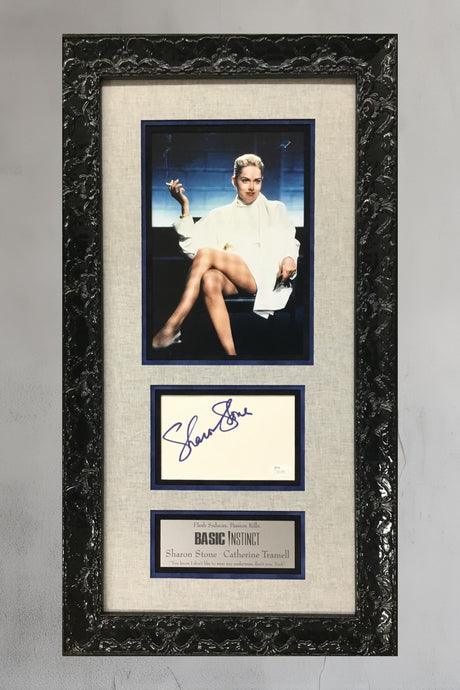 Sharon Stone
Flesh Seduces. Passion Kills.
BASIC INSTINCT
Sharon Stone · Catherine Tramell
"You know I don't like to wear any underwear, don't you, Nick"